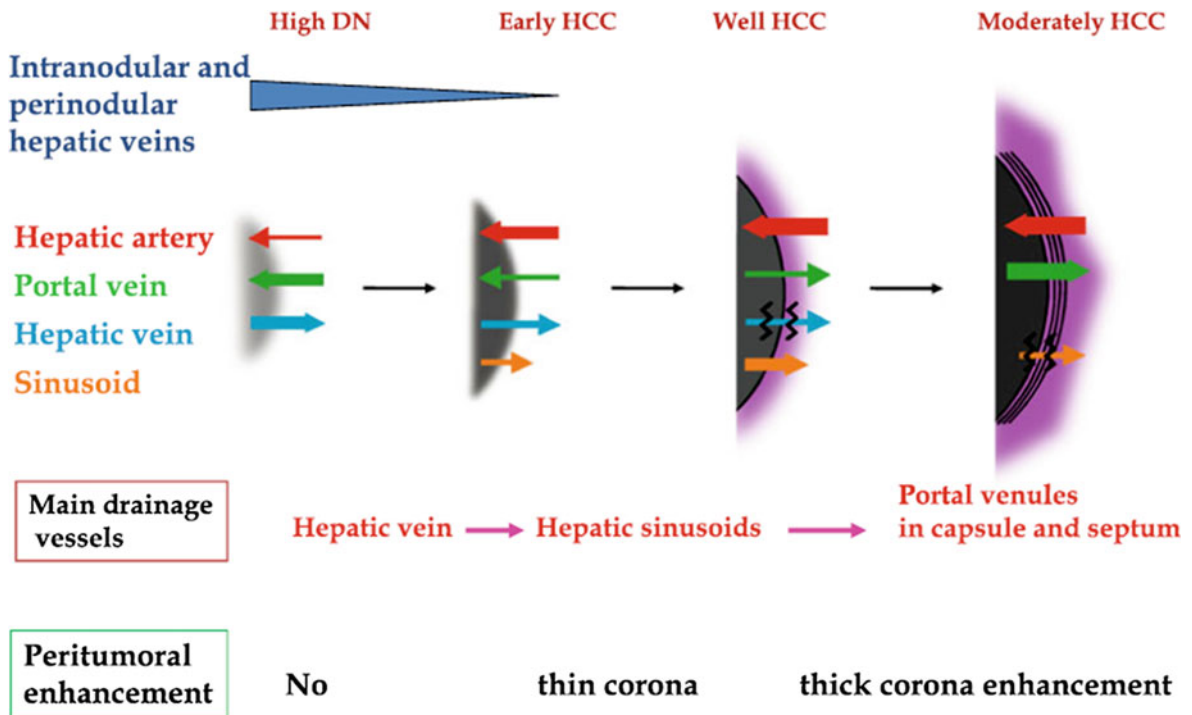 High DN
Early HCC
Well HCC
Moderately HCC
Intranodular and
perinodular
hepatic veins
Hepatic artery
Portal vein
Hepatic vein
Sinusoid
Main drainage
vessels
Hepatic vein
Hepatic sinusoids
Portal venules
in capsule and septum
Peritumoral
enhancement
No
thin corona
thick corona enhancement